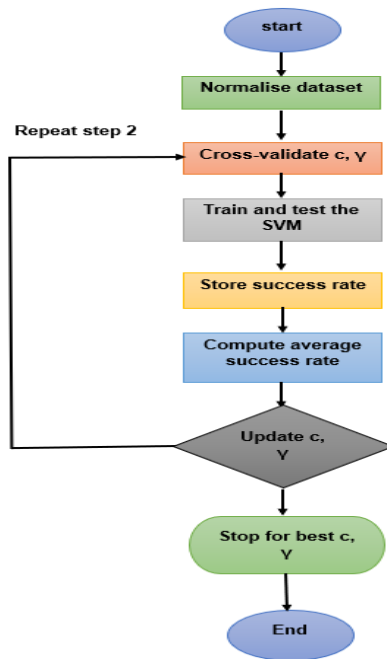 start
Normalise dataset
Repeat step 2
Cross-validate c, γ
Train and test the
SVM
Store success rate
Compute average
success rate
Update c,
γ
Stop for best c,
γ
End